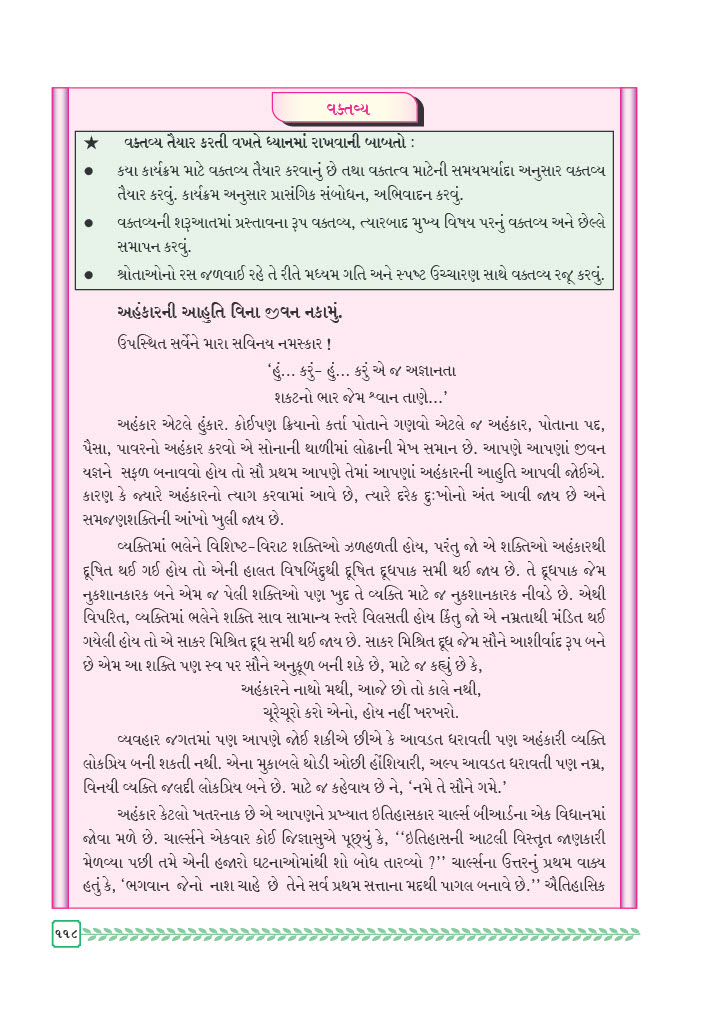 વક્તવ્ય
★ વક્તવ્ય તૈયાર કરતી વખતે ધ્યાનમાં રાખવાની બાબતો :
● કયા કાર્યક્રમ માટે વક્તવ્ય તૈયાર કરવાનું છે તથા વક્તત્વ માટેની સમયમર્યાદા અનુસાર વક્તવ્ય
તૈયાર કરવું. કાર્યક્રમ અનુસાર પ્રાસંગિક સંબોધન, અભિવાદન કરવું.
● વક્તવ્યની શરૂઆતમાં પ્રસ્તાવના રૂપ વક્તવ્ય, ત્યારબાદ મુખ્ય વિષય પરનું વક્તવ્ય અને છેલ્લે
સમાપન કરવું.
● શ્રોતાઓનો રસ જળવાઈ રહે તે રીતે મધ્યમ ગતિ અને સ્પષ્ટ ઉચ્ચારણ સાથે વક્તવ્ય રજૂ કરવું.
અહંકારની આહુતિ વિના જીવન નકામું.
ઉપસ્થિત સર્વેને મારા સવિનય નમસ્કાર !
‘હું... કરું- હું... કરું એ જ અજ્ઞાનતા
શકટનો ભાર જેમ શ્વાન તાણે...’
અહંકાર એટલે હુંકાર. કોઈપણ ક્રિયાનો કર્તા પોતાને ગણવો એટલે જ અહંકાર, પોતાના પદ,
પૈસા, પાવરનો અહંકાર કરવો એ સોનાની થાળીમાં લોઢાની મેખ સમાન છે. આપણે આપણાં જીવન
યજ્ઞને સફળ બનાવવો હોય તો સૌ પ્રથમ આપણે તેમાં આપણાં અહંકારની આહુતિ આપવી જોઈએ.
કારણ કે જ્યારે અહંકારનો ત્યાગ કરવામાં આવે છે, ત્યારે દરેક દુઃખોનો અંત આવી જાય છે અને
સમજણશક્તિની આંખો ખુલી જાય છે.
વ્યક્તિમાં ભલેને વિશિષ્ટ-વિરાટ શક્તિઓ ઝળહળતી હોય, પરંતુ જો એ શક્તિઓ અહંકારથી
દૂષિત થઈ ગઈ હોય તો એની હાલત વિષબિંદુથી દૂષિત દૂધપાક સમી થઈ જાય છે. તે દૂધપાક જેમ
નુકશાનકારક બને એમ જ પેલી શક્તિઓ પણ ખુદ તે વ્યક્તિ માટે જ નુકશાનકારક નીવડે છે. એથી
વિપરિત, વ્યક્તિમાં ભલેને શક્તિ સાવ સામાન્ય સ્તરે વિલસતી હોય કિંતુ જો એ નમ્રતાથી મંડિત થઈ
ગયેલી હોય તો એ સાકર મિશ્રિત દૂધ સમી થઈ જાય છે. સાકર મિશ્રિત દૂધ જેમ સૌને આશીર્વાદ રૂપ બને
છે એમ આ શક્તિ પણ સ્વ પર સૌને અનુકૂળ બની શકે છે, માટે જ કહ્યું છે કે,
અહંકારને નાથો મથી, આજે છો તો કાલે નથી,
ચૂરેચૂરો કરો એનો, હોય નહીં ખરખરો.
વ્યવહાર જગતમાં પણ આપણે જોઈ શકીએ છીએ કે આવડત ધરાવતી પણ અહંકારી વ્યક્તિ
લોકપ્રિય બની શકતી નથી. એના મુકાબલે થોડી ઓછી હોંશિયારી, અલ્પ આવડત ધરાવતી પણ નમ્ર,
વિનયી વ્યક્તિ જલદી લોકપ્રિય બને છે. માટે જ કહેવાય છે ને, ‘નમે તે સૌને ગમે.’
અહંકાર કેટલો ખતરનાક છે એ આપણને પ્રખ્યાત ઇતિહાસકાર ચાર્લ્સ બીઆર્ડના એક વિધાનમાં
જોવા મળે છે. ચાર્લ્સને એકવાર કોઈ જિજ્ઞાસુએ પૂછ્યું કે, ‘‘ઇતિહાસની આટલી વિસ્તૃત જાણકારી
મેળવ્યા પછી તમે એની હજારો ઘટનાઓમાંથી શો બોધ તારવ્યો ?’’ ચાર્લ્સના ઉત્તરનું પ્રથમ વાક્ય
હતું કે, ‘ભગવાન જેનો નાશ ચાહે છે તેને સર્વ પ્રથમ સત્તાના મદથી પાગલ બનાવે છે.’’ ઐતિહાસિક
૧૧૮